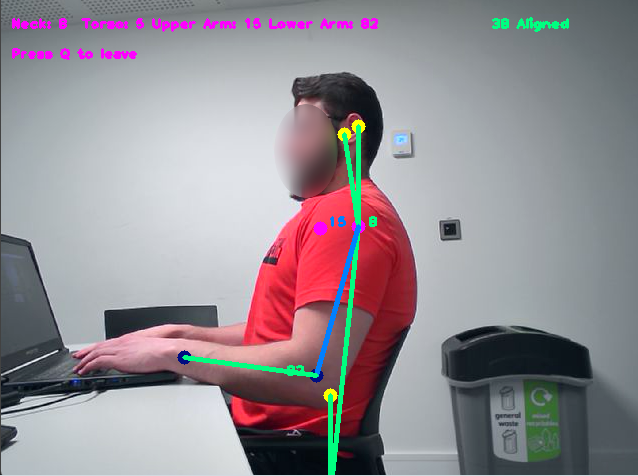 Neck: 8 Torso: 5 Upper Arm: 15 Lower Arm: 82
38 Aligned
Press Q to leave
15
8
82
general
waste
mixed
recycling